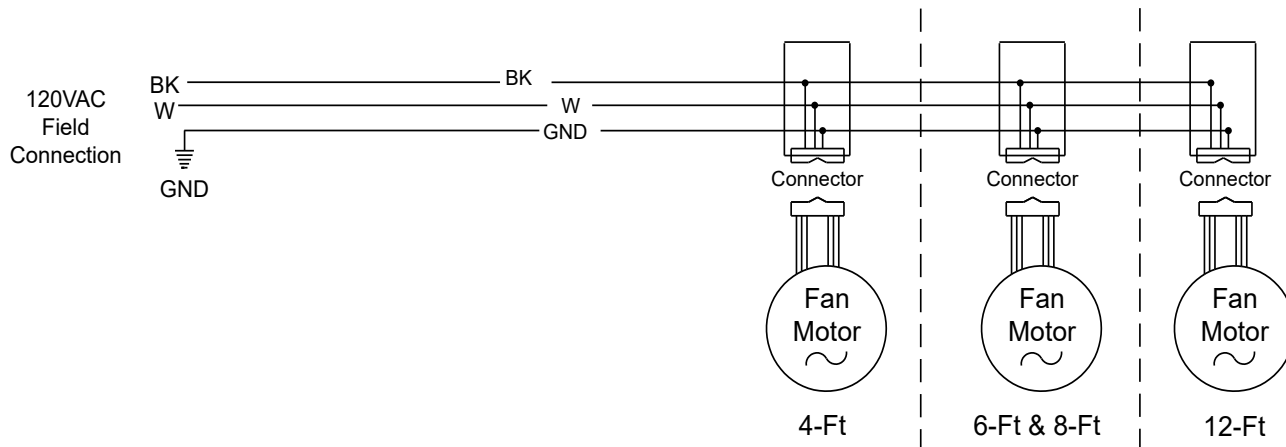 120VAC
Field
Connection
BK
W
GND
BK
W
GND
Connector
Connector
Connector
Fan
Motor
Fan
Motor
Fan
Motor
4-Ft
6-Ft & 8-Ft
12-Ft